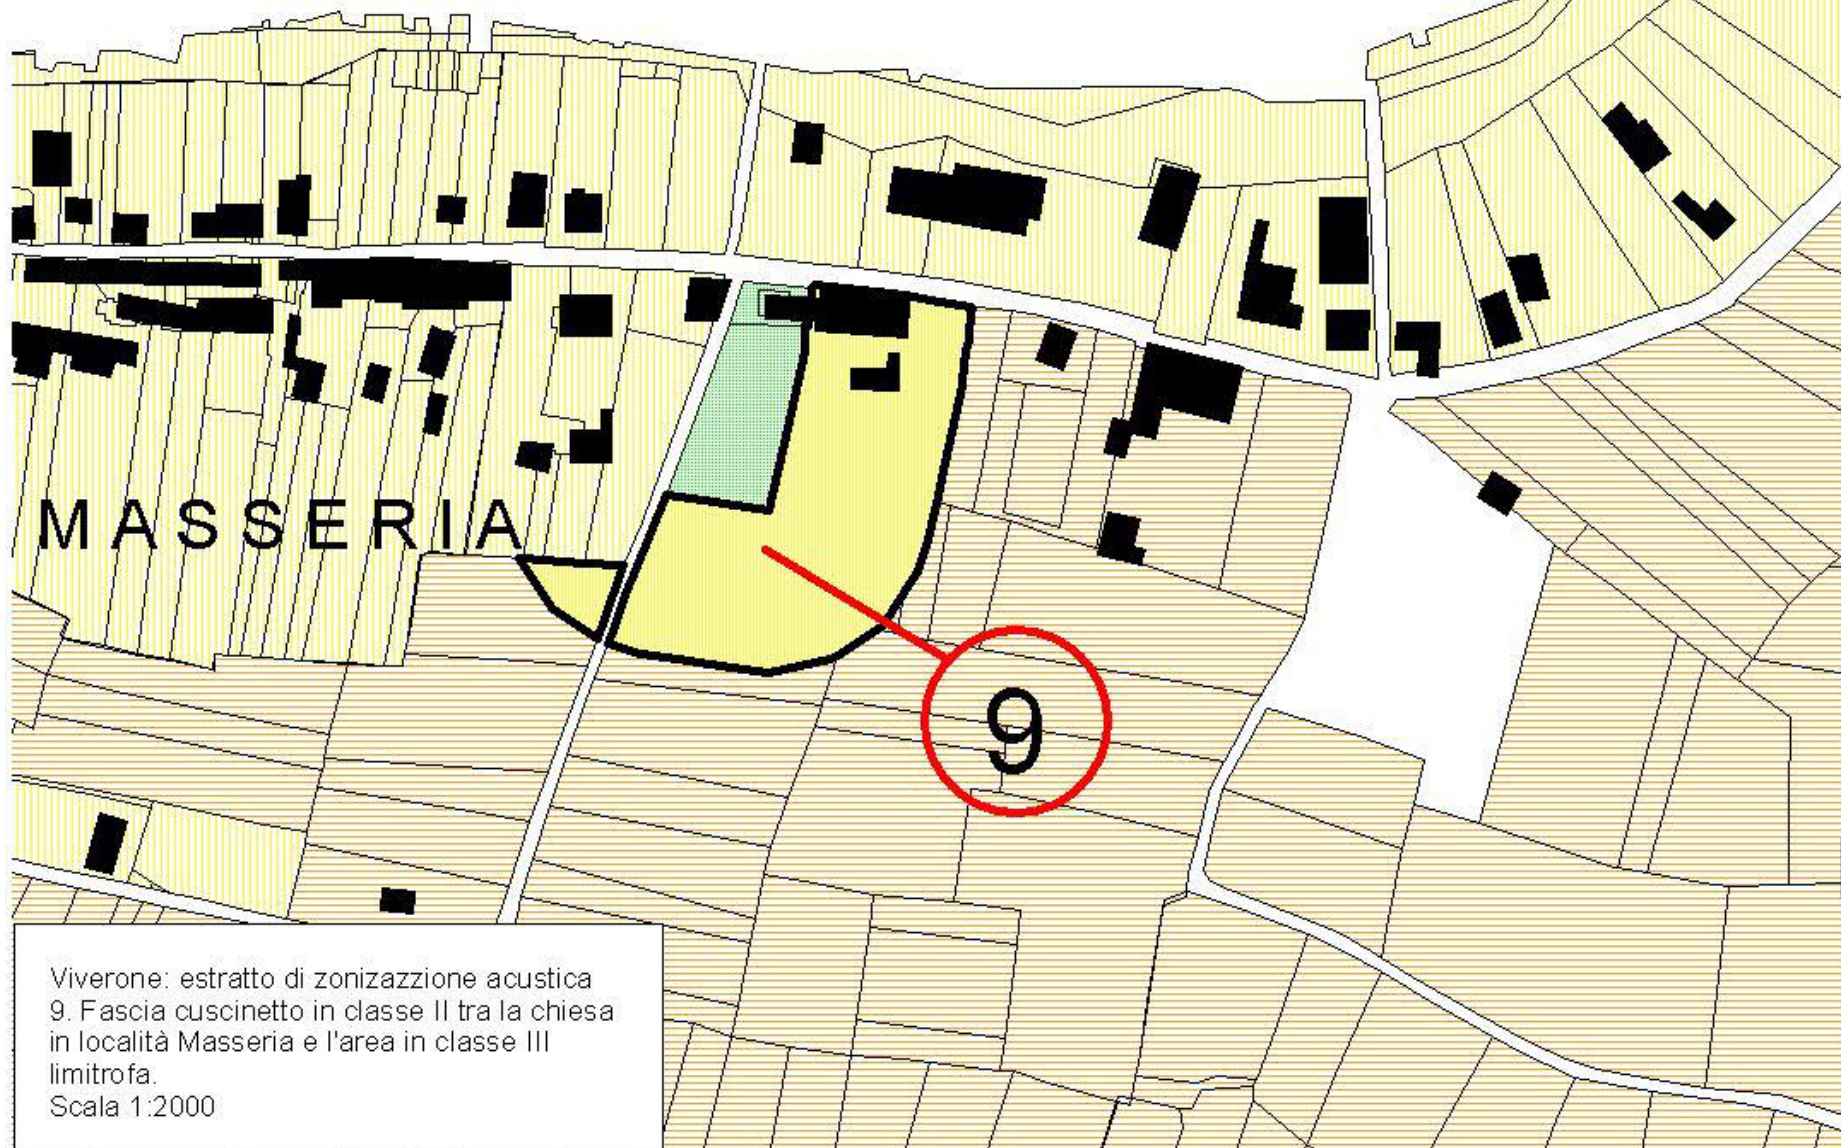 MASSERIA
9
Viverone: estratto di zonizazzione acustica
9. Fascia cuscinetto in classe II tra la chiesa
in località Masseria e l'area in classe III
limitrofa.
Scala 1:2000